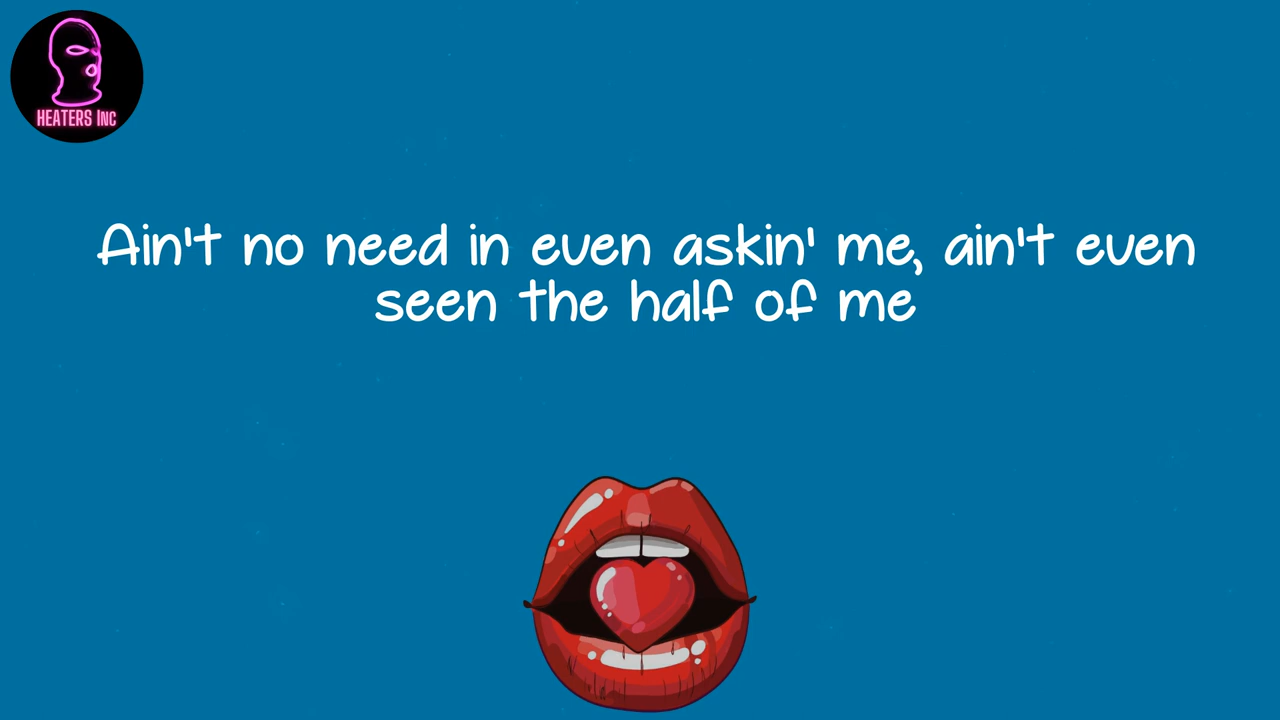 HEATERS INC
Ain't no need in even askin' me, ain't even
seen the half of me